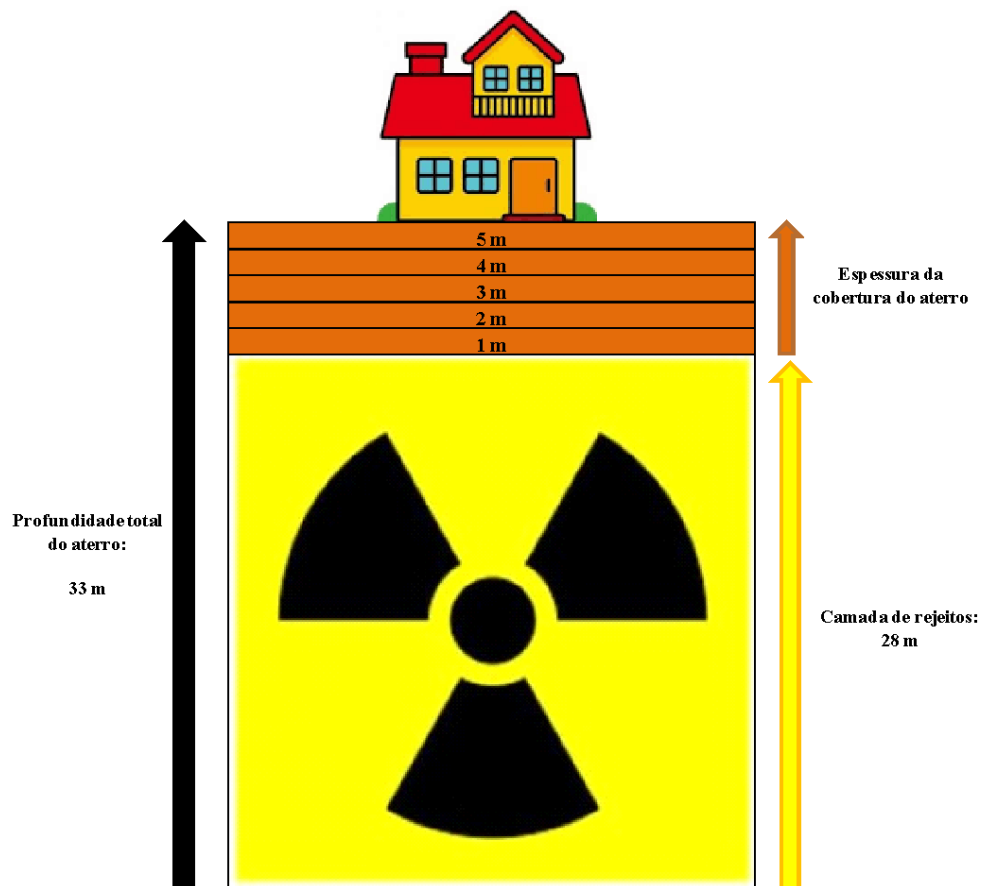 5 m
4 m
3 m
2 m
1 m
Espessura da
cobertura do aterro
Profundidade total
do aterro:
33 m
Camada de rejeitos:
28 m